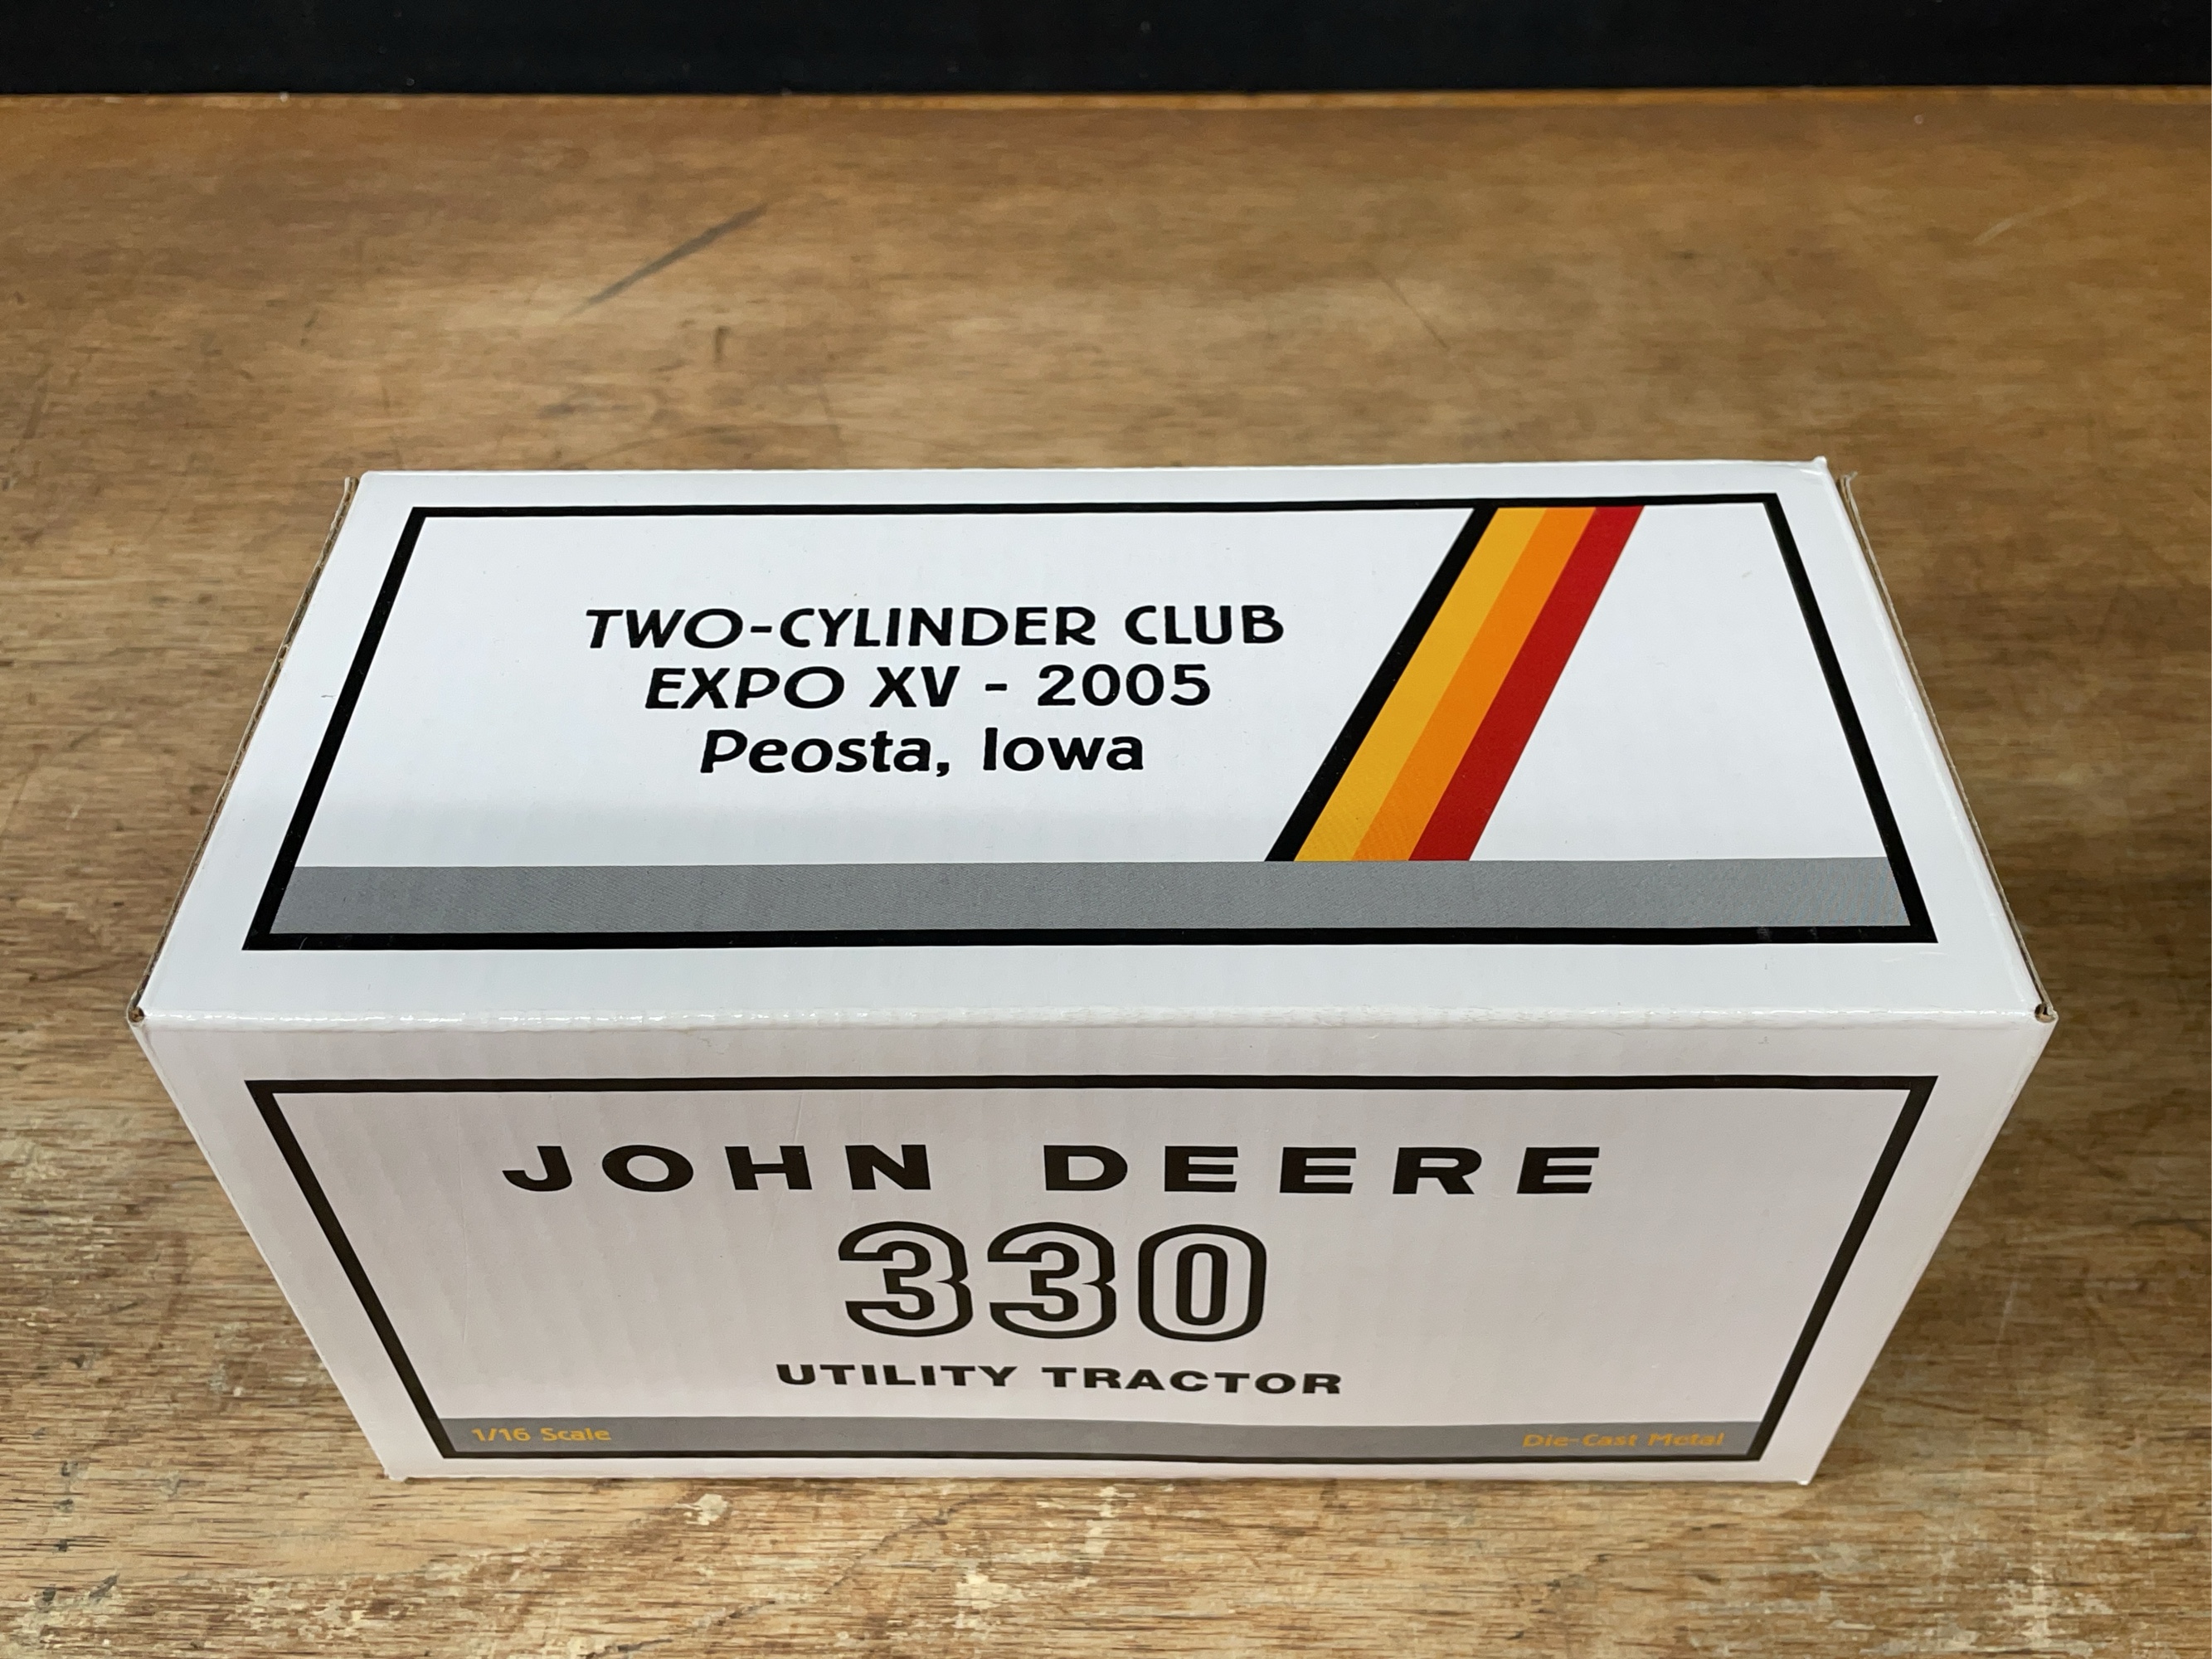 TWO-CYLINDER CLUB
EXPO XV - 2005
Peosta, Iowa
JOHN DEERE
330
UTILITY TRACTOR
1/16 Scale
Die-Cast Metal